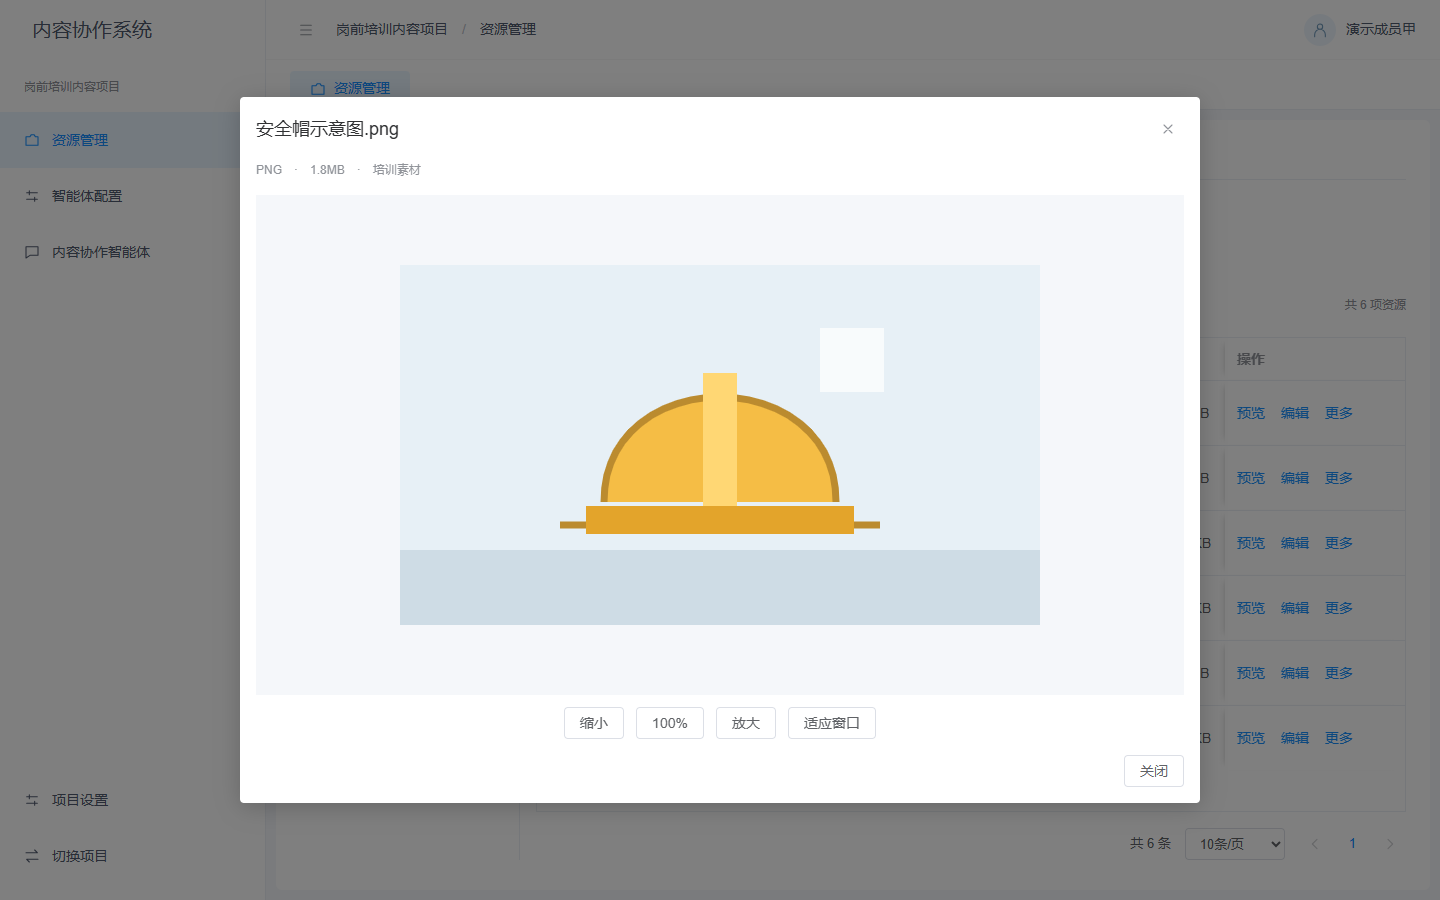 内容协作系统
岗前培训内容项目 / 资源管理
演示成员甲
岗前培训内容项目
资源管理
智能体配置
内容协作智能体
项目设置
切换项目
资源管理
安全帽示意图.png
PNG · 1.8MB · 培训素材
缩小
100%
放大
适应窗口
关闭
共 6 项资源
操作
B 预览 编辑 更多
B 预览 编辑 更多
KB 预览 编辑 更多
KB 预览 编辑 更多
B 预览 编辑 更多
KB 预览 编辑 更多
共 6 条
10条/页
1